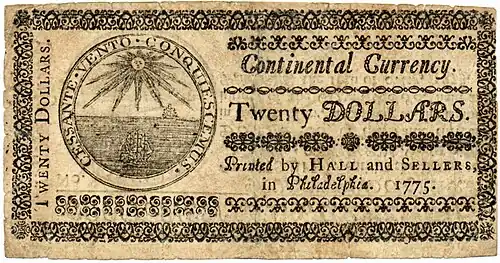 TWENTY DOLLARS.
CESSANTE · VENTO · CONQUIESCEMUS ·
Continental Currency.
Twenty DOLLARS.
Printed by HALL and SELLERS,
in Philadelphia. 1775.